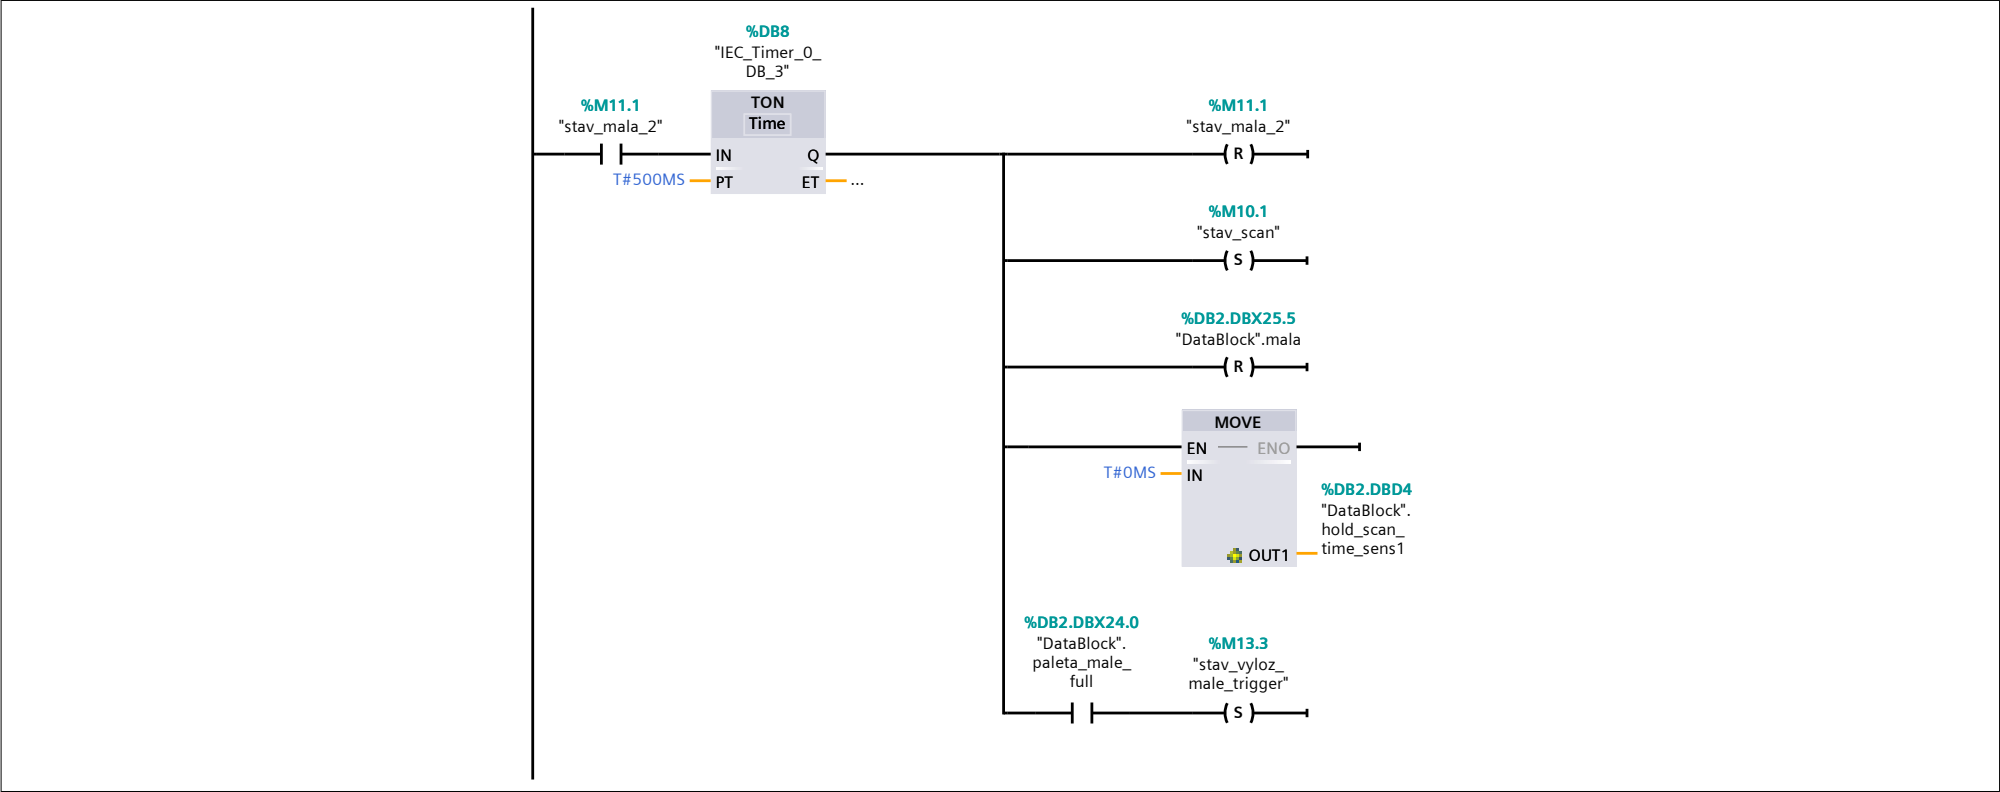 %DB8
"IEC_Timer_0_
DB_3"
TON
Time
%M11.1
"stav_mala_2"
IN
Q
T#500MS
PT
ET
...
%M11.1
"stav_mala_2"
R
%M10.1
"stav_scan"
S
%DB2.DBX25.5
"DataBlock".mala
R
MOVE
EN
ENO
T#0MS
IN
%DB2.DBD4
"DataBlock".
hold_scan_
time_sens1
OUT1
%DB2.DBX24.0
"DataBlock".
paleta_male_
full
%M13.3
"stav_vyloz_
male_trigger"
S